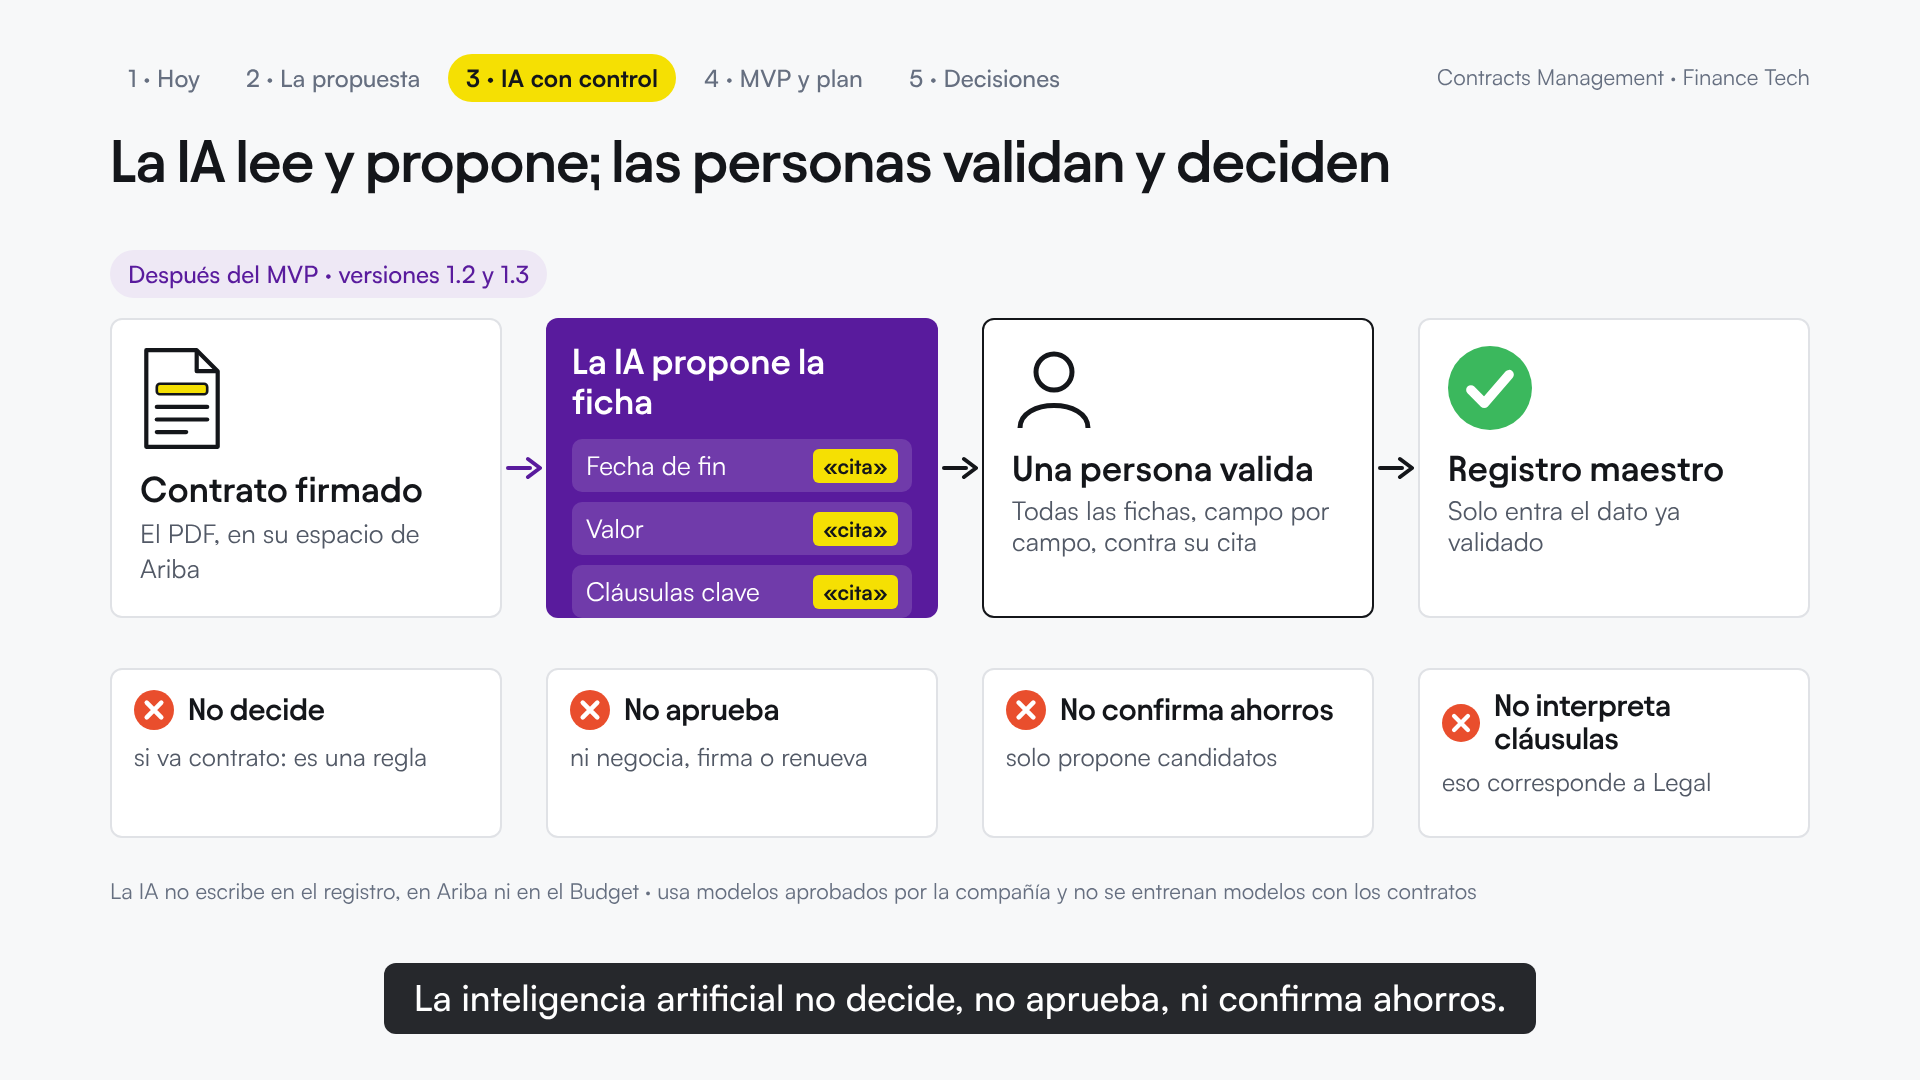 1 · Hoy
2 · La propuesta
3 · IA con control
4 · MVP y plan
5 · Decisiones
Contracts Management · Finance Tech
La IA lee y propone; las personas validan y deciden
Después del MVP · versiones 1.2 y 1.3
Contrato firmado
El PDF, en su espacio de
Ariba
La IA propone la
ficha
Fecha de fin «cita»
Valor «cita»
Cláusulas clave «cita»
Una persona valida
Todas las fichas, campo por
campo, contra su cita
Registro maestro
Solo entra el dato ya
validado
No decide
si va contrato: es una regla
No aprueba
ni negocia, firma o renueva
No confirma ahorros
solo propone candidatos
No interpreta
cláusulas
eso corresponde a Legal
La IA no escribe en el registro, en Ariba ni en el Budget · usa modelos aprobados por la compañía y no se entrenan modelos con los contratos
La inteligencia artificial no decide, no aprueba, ni confirma ahorros.